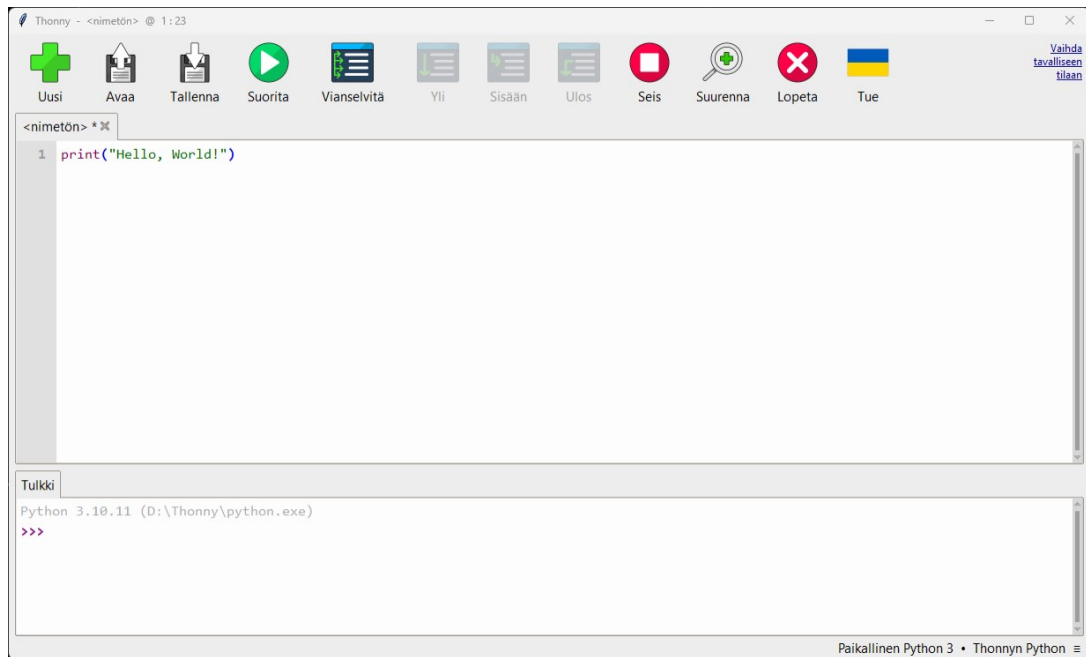 Thonny - <nimetön> @ 1:23
Uusi Avaa Tallenna Suorita Vianselvitä Yli Sisään Ulos Seis Suurenna Lopeta Tue
Vaihda
tavalliseen
tilaan
<nimetön> *
1 print("Hello, World!")
Tulkki
Python 3.10.11 (D:\Thonny\python.exe)
>>>
Paikallinen Python 3 • Thonnyn Python ≡